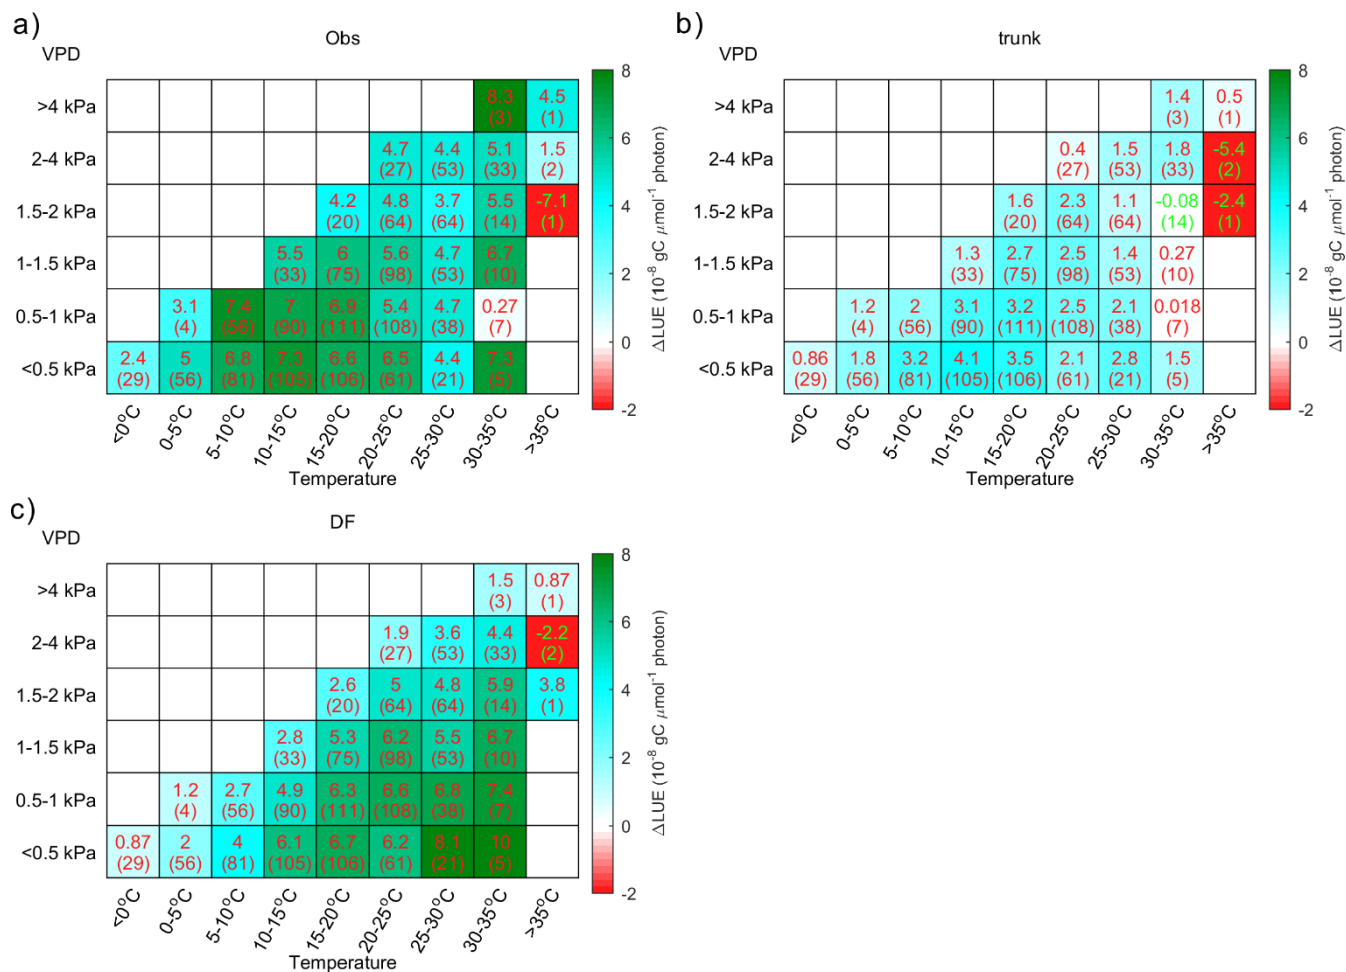 a)
Obs
VPD
>4 kPa
8.3 4.5
(3) (1)
2-4 kPa
4.7 4.4 5.1 1.5
(27) (53) (33) (2)
1.5-2 kPa
4.2 4.8 3.7 5.5 -7.1
(20) (64) (64) (14) (1)
1-1.5 kPa
5.5 6 5.6 4.7 6.7
(33) (75) (98) (53) (10)
0.5-1 kPa
3.1 7.4 7 6.9 5.4 4.7 0.27
(4) (56) (90) (111) (108) (38) (7)
<0.5 kPa
2.4 5 6.8 7.3 6.6 6.5 4.4 7.3
(29) (56) (81) (105) (106) (61) (21) (5)
<0°C 0-5°C 5-10°C 10-15°C 15-20°C 20-25°C 25-30°C 30-35°C >35°C
Temperature
8
6
4
2
0
-2
ΔLUE (10⁻⁸ gC μmol⁻¹ photon)
b)
trunk
VPD
>4 kPa
1.4 0.5
(3) (1)
2-4 kPa
0.4 1.5 1.8 -5.4
(27) (53) (33) (2)
1.5-2 kPa
1.6 2.3 1.1 -0.08 -2.4
(20) (64) (64) (14) (1)
1-1.5 kPa
1.3 2.7 2.5 1.4 0.27
(33) (75) (98) (53) (10)
0.5-1 kPa
1.2 2 3.1 3.2 2.5 2.1 0.018
(4) (56) (90) (111) (108) (38) (7)
<0.5 kPa
0.86 1.8 3.2 4.1 3.5 2.1 2.8 1.5
(29) (56) (81) (105) (106) (61) (21) (5)
<0°C 0-5°C 5-10°C 10-15°C 15-20°C 20-25°C 25-30°C 30-35°C >35°C
Temperature
8
6
4
2
0
-2
ΔLUE (10⁻⁸ gC μmol⁻¹ photon)
c)
DF
VPD
>4 kPa
1.5 0.87
(3) (1)
2-4 kPa
1.9 3.6 4.4 -2.2
(27) (53) (33) (2)
1.5-2 kPa
2.6 5 4.8 5.9 3.8
(20) (64) (64) (14) (1)
1-1.5 kPa
2.8 5.3 6.2 5.5 6.7
(33) (75) (98) (53) (10)
0.5-1 kPa
1.2 2.7 4.9 6.3 6.6 6.8 7.4
(4) (56) (90) (111) (108) (38) (7)
<0.5 kPa
0.87 2 4 6.1 6.7 6.2 8.1 10
(29) (56) (81) (105) (106) (61) (21) (5)
<0°C 0-5°C 5-10°C 10-15°C 15-20°C 20-25°C 25-30°C 30-35°C >35°C
Temperature
8
6
4
2
0
-2
ΔLUE (10⁻⁸ gC μmol⁻¹ photon)